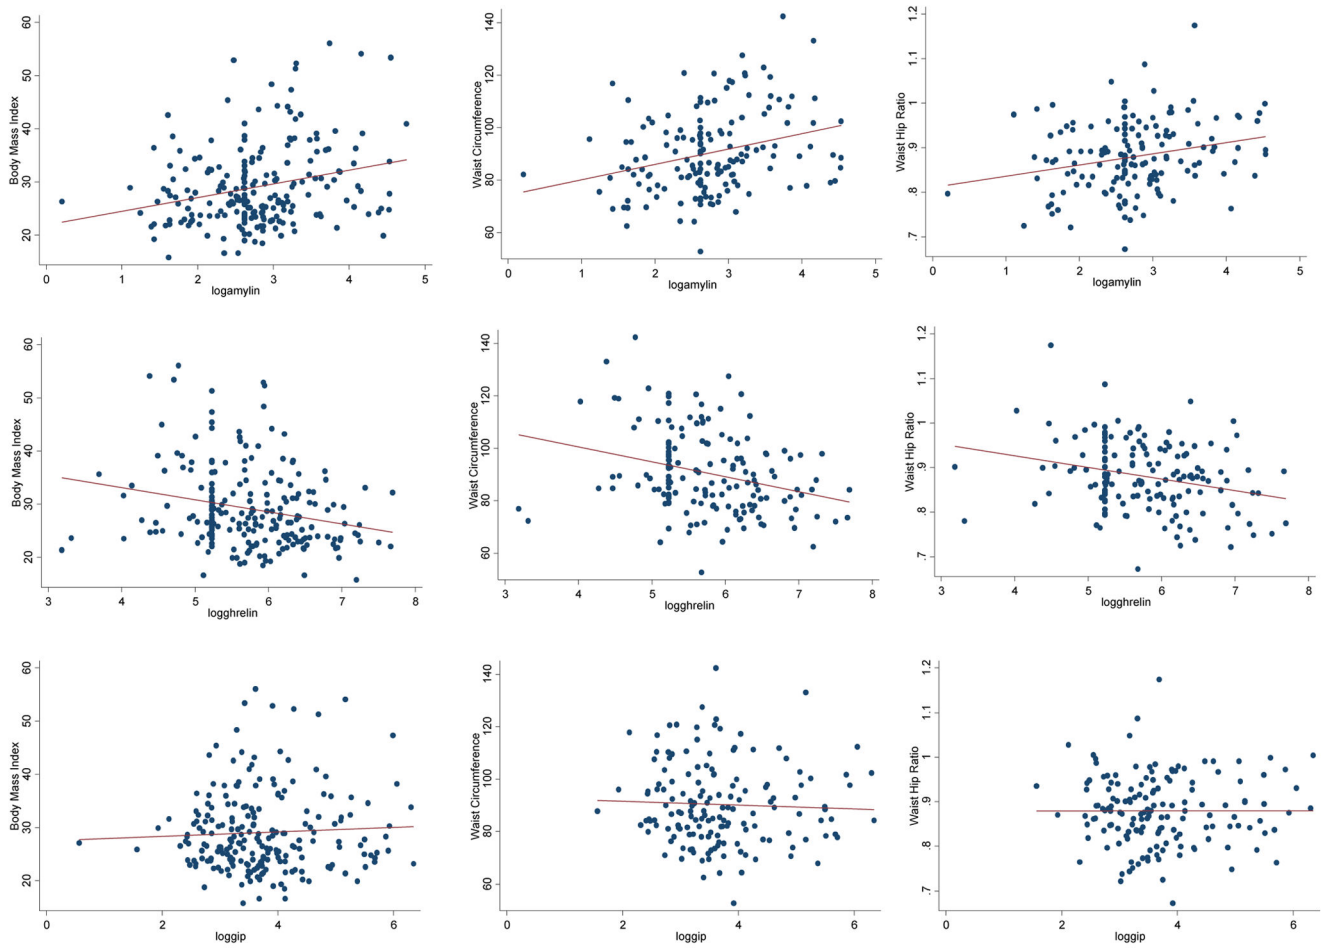 60
50
40
30
20
Body Mass Index
0 1 2 3 4 5
logamylin
140
120
100
80
60
Waist Circumference
0 1 2 3 4 5
logamylin
1.2
1.1
1
.9
.8
.7
Waist Hip Ratio
0 1 2 3 4 5
logamylin
60
50
40
30
20
Body Mass Index
3 4 5 6 7 8
logghrelin
140
120
100
80
60
Waist Circumference
3 4 5 6 7 8
logghrelin
1.2
1.1
1
.9
.8
.7
Waist Hip Ratio
3 4 5 6 7 8
logghrelin
60
50
40
30
20
Body Mass Index
0 2 4 6
loggip
140
120
100
80
60
Waist Circumference
0 2 4 6
loggip
1.2
1.1
1
.9
.8
.7
Waist Hip Ratio
0 2 4 6
loggip